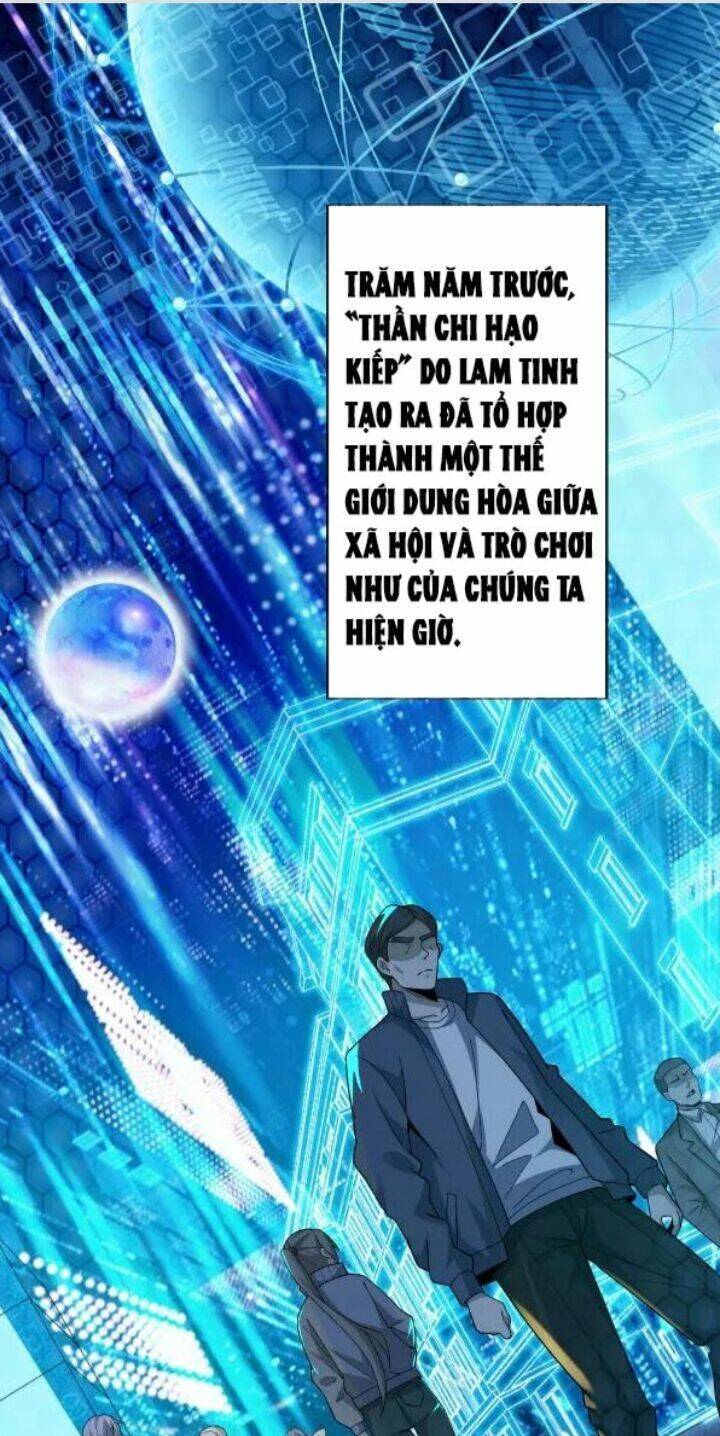 TRĂM NĂM TRƯỚC,
"THẦN CHI HẠO
KIẾP" DO LAM TINH
TẠO RA ĐÃ TỔ HỢP
THÀNH MỘT THẾ
GIỚI DUNG HÒA GIỮA
XÃ HỘI VÀ TRÒ CHƠI
NHƯ CỦA CHÚNG TA
HIỆN GIỜ.